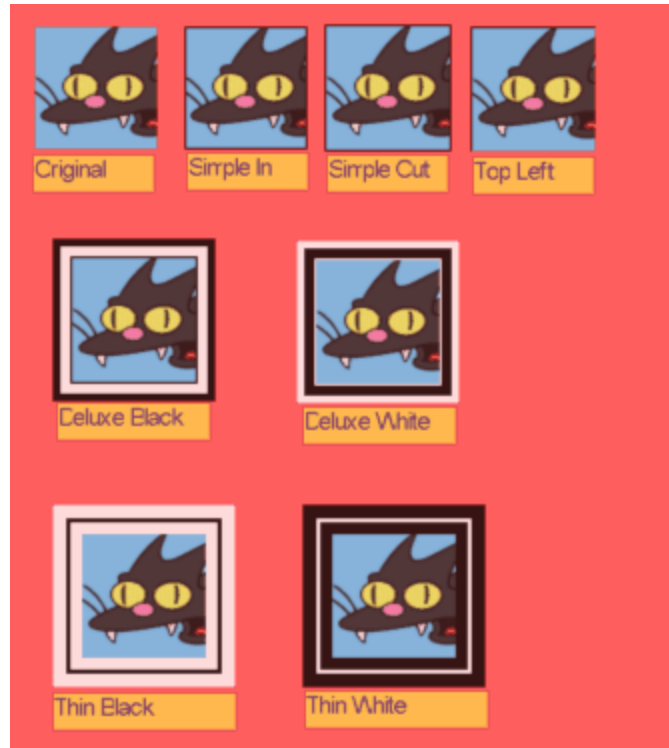 Original
Simple In
Simple Out
Top Left
Deluxe Black
Deluxe White
Thin Black
Thin White